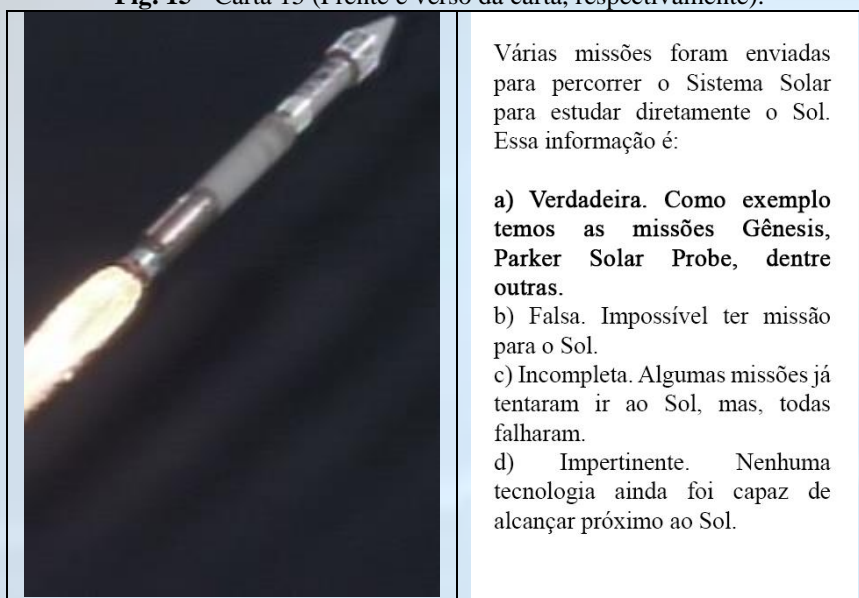 Fig. 13 - Carta 13 (Frente e verso da carta, respectivamente).
Várias missões foram enviadas
para percorrer o Sistema Solar
para estudar diretamente o Sol.
Essa informação é:
a) Verdadeira. Como exemplo
temos as missões Gênesis,
Parker Solar Probe, dentre
outras.
b) Falsa. Impossível ter missão
para o Sol.
c) Incompleta. Algumas missões já
tentaram ir ao Sol, mas, todas
falharam.
d) Impertinente. Nenhuma
tecnologia ainda foi capaz de
alcançar próximo ao Sol.